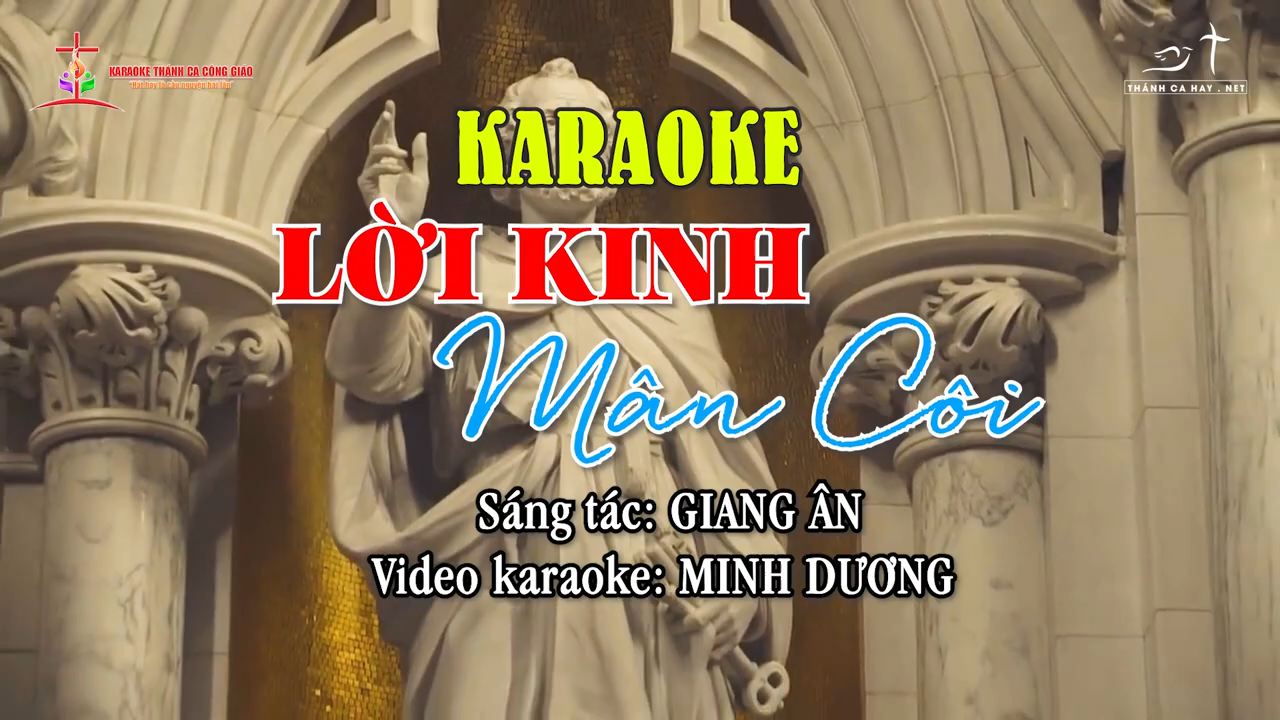 KARAOKE THÁNH CA CÔNG GIÁO
THÁNH CA HAY . NET
KARAOKE
LỜI KINH
Mân Côi
Sáng tác: GIANG ÂN
Video karaoke: MINH DƯƠNG